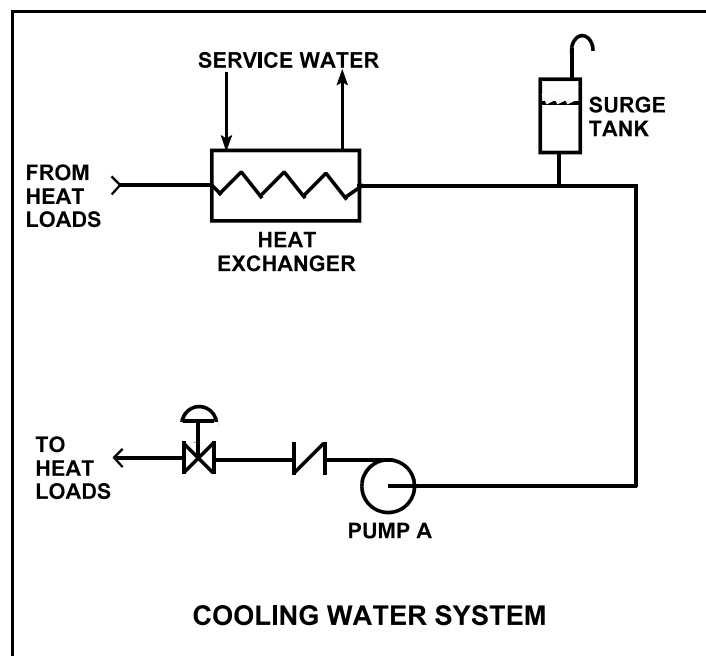 SERVICE WATER
SURGE
TANK
FROM
HEAT
LOADS
HEAT
EXCHANGER
TO
HEAT
LOADS
PUMP A
COOLING WATER SYSTEM